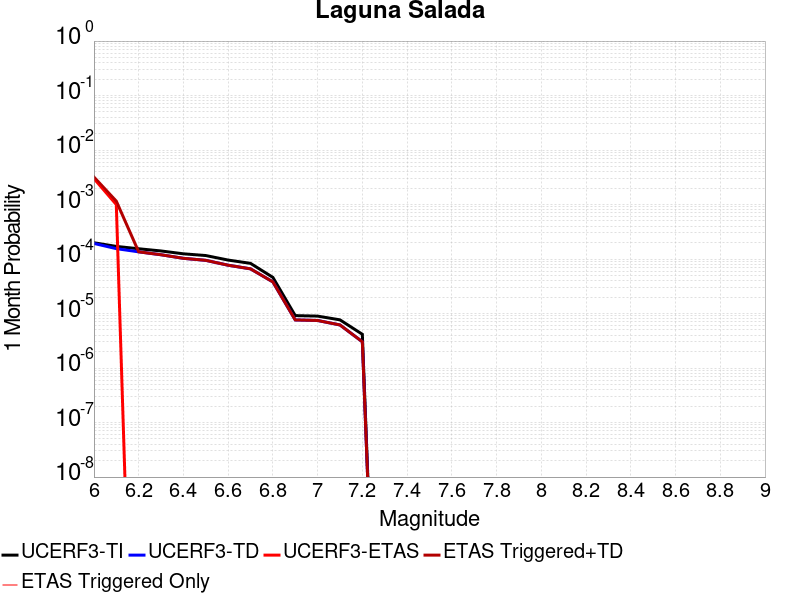 Laguna Salada
10^0
10^-1
10^-2
10^-3
10^-4
10^-5
10^-6
10^-7
10^-8
1 Month Probability
6 6.2 6.4 6.6 6.8 7 7.2 7.4 7.6 7.8 8 8.2 8.4 8.6 8.8 9
Magnitude
UCERF3-TI UCERF3-TD UCERF3-ETAS ETAS Triggered+TD
ETAS Triggered Only